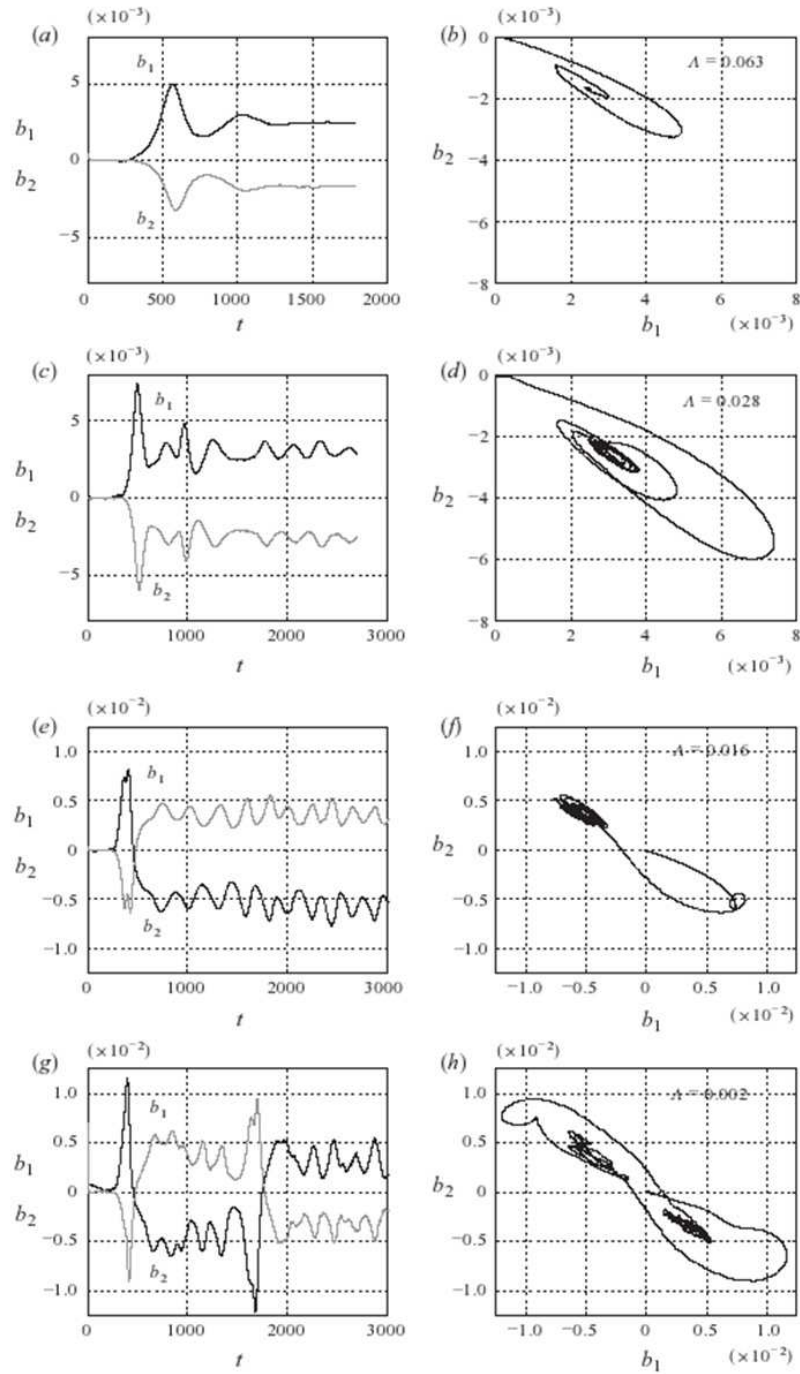 (a) (×10⁻³) (b) (×10⁻³)
b₁ Λ = 0.063
5 0
b₁ −2
0 b₂ −4
b₂ b₂
−5 −6
−8
0 500 1000 1500 2000 0 2 4 6 8
t b₁ (×10⁻³)
(c) (×10⁻³) (d) (×10⁻³)
b₁ Λ = 0.028
5 0
b₁ −2
0 b₂ −4
b₂ b₂
−5 −6
−8
0 1000 2000 3000 0 2 4 6 8
t b₁ (×10⁻³)
(e) (×10⁻²) (f) (×10⁻²)
1.0 b₁ 1.0 Λ = 0.016
b₁ 0.5 0.5
0 b₂ 0
b₂ −0.5 −0.5
−1.0 b₂ −1.0
0 1000 2000 3000 −1.0 −0.5 0 0.5 1.0
t b₁ (×10⁻²)
(g) (×10⁻²) (h) (×10⁻²)
1.0 b₁ 1.0 Λ = 0.002
b₁ 0.5 0.5
0 b₂ 0
b₂ −0.5 −0.5
−1.0 b₂ −1.0
0 1000 2000 3000 −1.0 −0.5 0 0.5 1.0
t b₁ (×10⁻²)